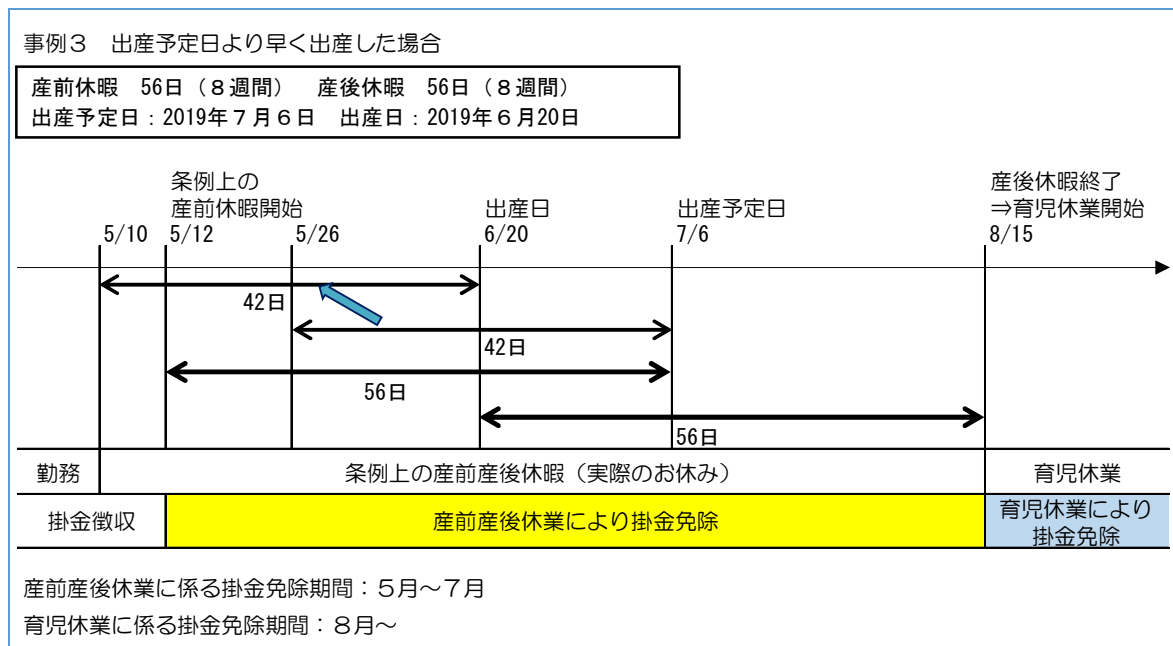 事例３　出産予定日より早く出産した場合
産前休暇　56日（８週間）　産後休暇　56日（８週間）
出産予定日：2019年７月６日　出産日：2019年６月20日
条例上の
産前休暇開始
産後休暇終了
⇒育児休業開始
出産日
出産予定日
5/10
5/12
5/26
6/20
7/6
8/15
42日
42日
56日
56日
勤務
条例上の産前産後休暇（実際のお休み）
育児休業
掛金徴収
産前産後休業により掛金免除
育児休業により
掛金免除
産前産後休業に係る掛金免除期間：５月～７月
育児休業に係る掛金免除期間：８月～